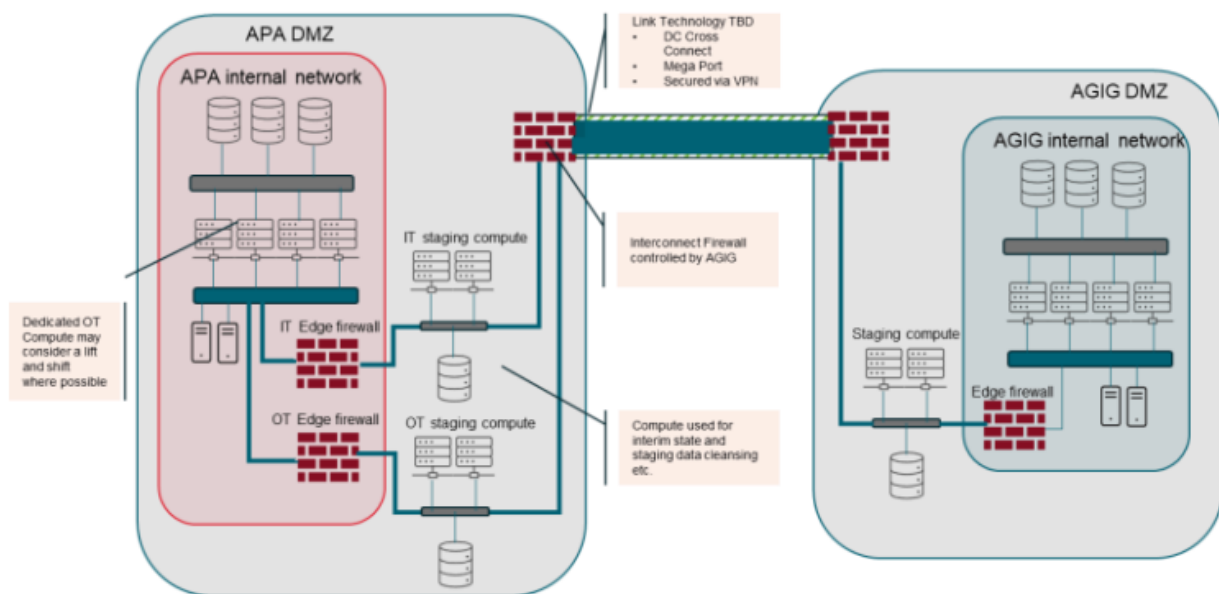 APA DMZ
APA internal network
Dedicated OT
Compute may
consider a lift
and shift
where possible
IT Edge firewall
OT Edge firewall
IT staging compute
OT staging compute
Link Technology TBD
• DC Cross
Connect
• Mega Port
• Secured via VPN
Interconnect Firewall
controlled by AGIG
Compute used for
interim state and
staging data cleansing
etc.
AGIG DMZ
AGIG internal network
Staging compute
Edge firewall